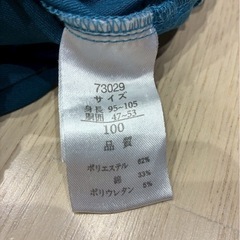 73029
サイズ
身長 95-105
胴囲 47-53
100
品質
ポリエステル 62%
綿 33%
ポリウレタン 5%